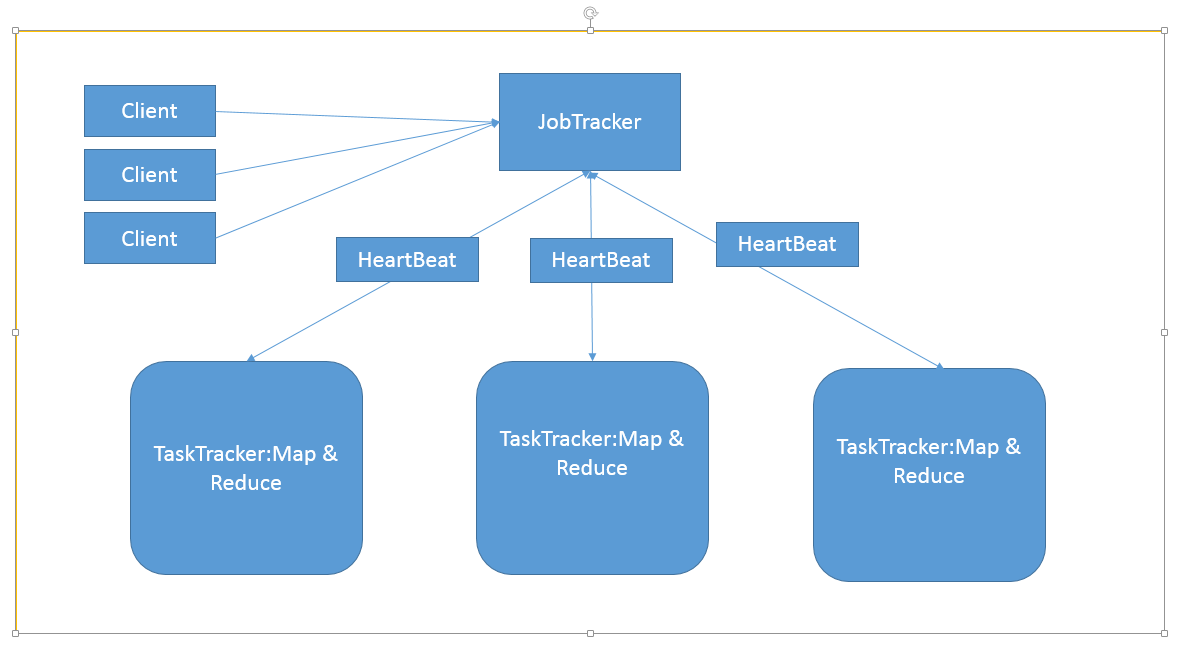 Client
JobTracker
Client
Client
HeartBeat
HeartBeat
HeartBeat
TaskTracker:Map &
Reduce
TaskTracker:Map &
Reduce
TaskTracker:Map &
Reduce